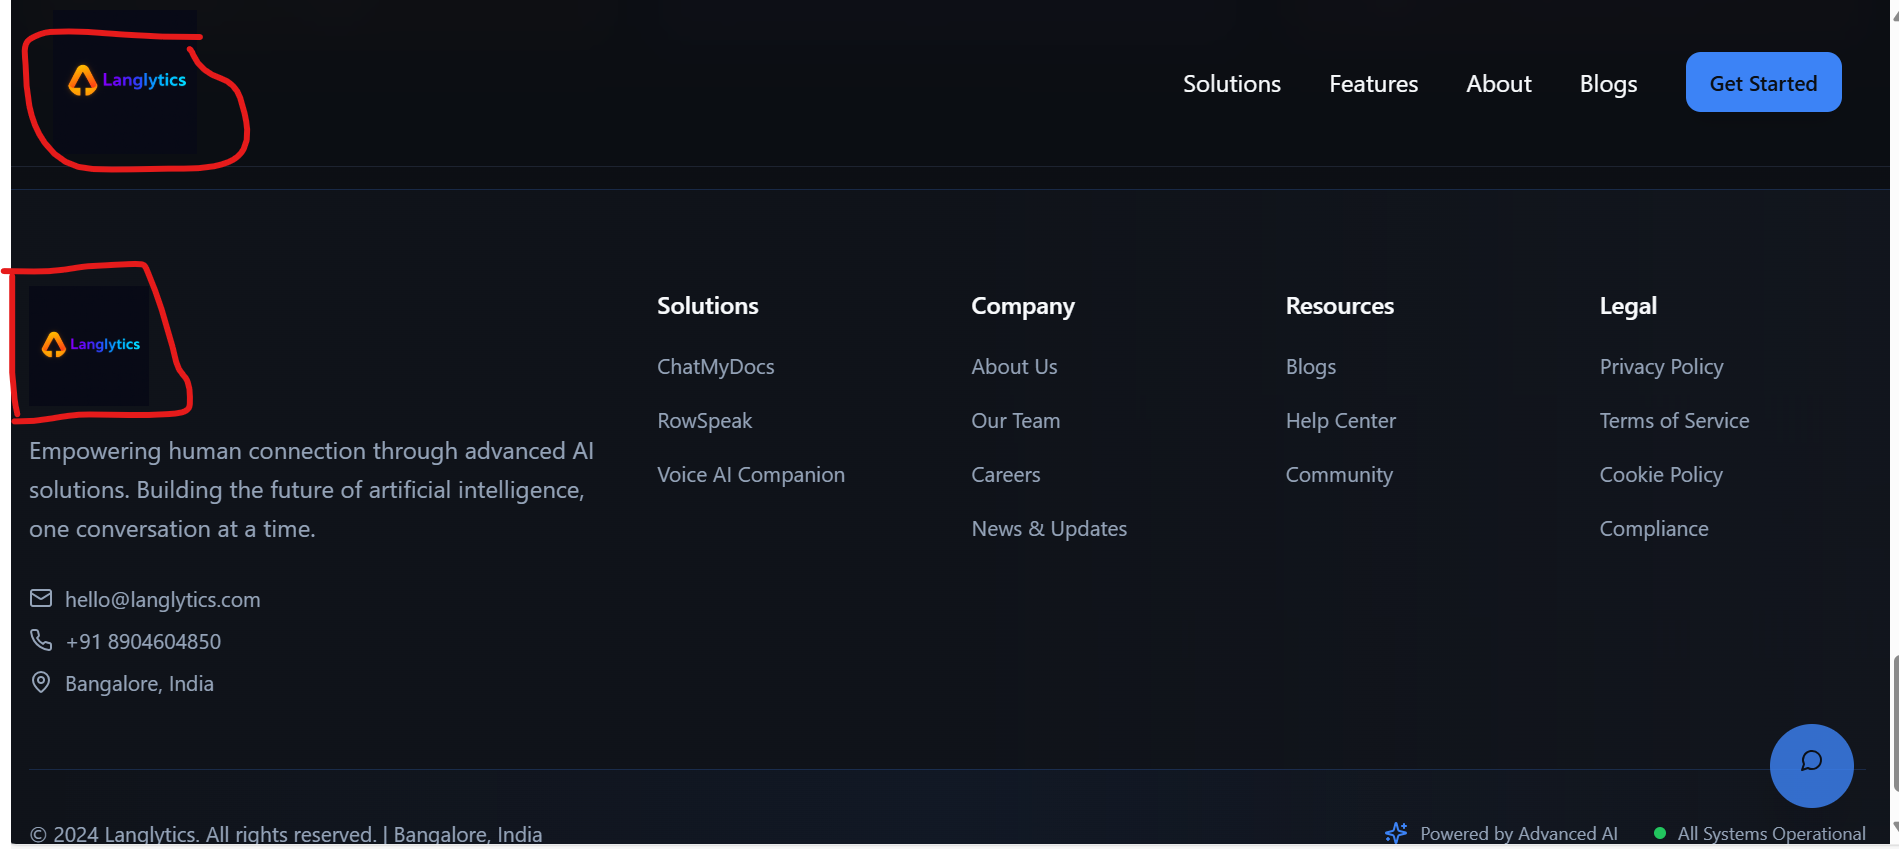 Langlytics
Solutions Features About Blogs Get Started
Langlytics
Empowering human connection through advanced AI
solutions. Building the future of artificial intelligence,
one conversation at a time.
hello@langlytics.com
+91 8904604850
Bangalore, India
Solutions
ChatMyDocs
RowSpeak
Voice AI Companion
Company
About Us
Our Team
Careers
News & Updates
Resources
Blogs
Help Center
Community
Legal
Privacy Policy
Terms of Service
Cookie Policy
Compliance
© 2024 Langlytics. All rights reserved. | Bangalore, India
Powered by Advanced AI
All Systems Operational